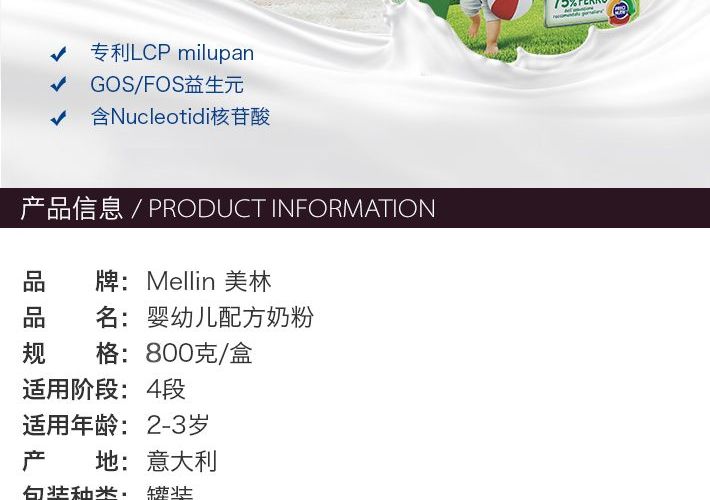 75% FERRO
专利LCP milupan
GOS/FOS益生元
含Nucleotidi核苷酸
产品信息 / PRODUCT INFORMATION
品牌：Mellin 美林
品名：婴幼儿配方奶粉
规格：800克/盒
适用阶段：4段
适用年龄：2-3岁
产地：意大利
包装种类：罐装